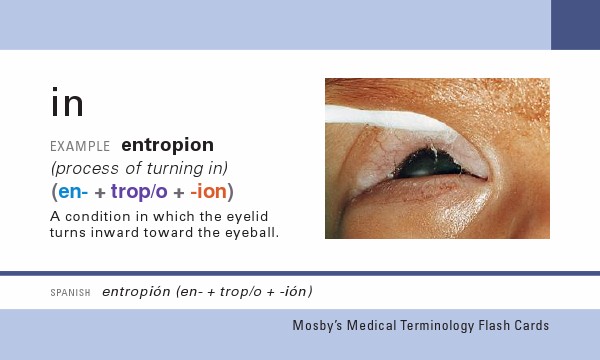 in
EXAMPLE entropion
(process of turning in)
(en- + trop/o + -ion)
A condition in which the eyelid
turns inward toward the eyeball.
SPANISH entropión (en- + trop/o + -ión)
Mosby's Medical Terminology Flash Cards